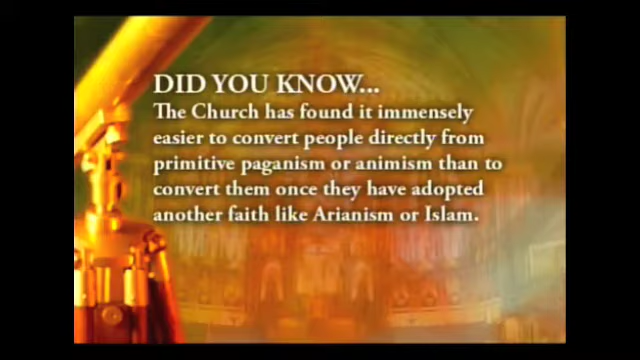 DID YOU KNOW...
The Church has found it immensely
easier to convert people directly from
primitive paganism or animism than to
convert them once they have adopted
another faith like Arianism or Islam.